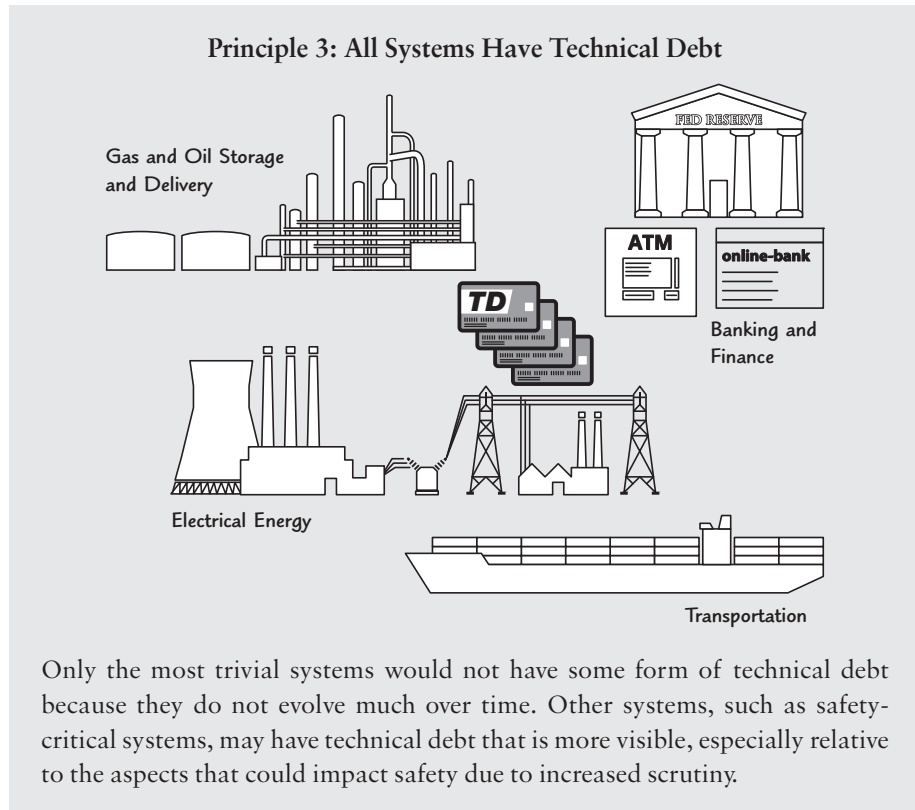 Principle 3: All Systems Have Technical Debt
Gas and Oil Storage
and Delivery
FED RESERVE
ATM
online-bank
Banking and
Finance
TD
Electrical Energy
Transportation
Only the most trivial systems would not have some form of technical debt
because they do not evolve much over time. Other systems, such as safety-
critical systems, may have technical debt that is more visible, especially relative
to the aspects that could impact safety due to increased scrutiny.